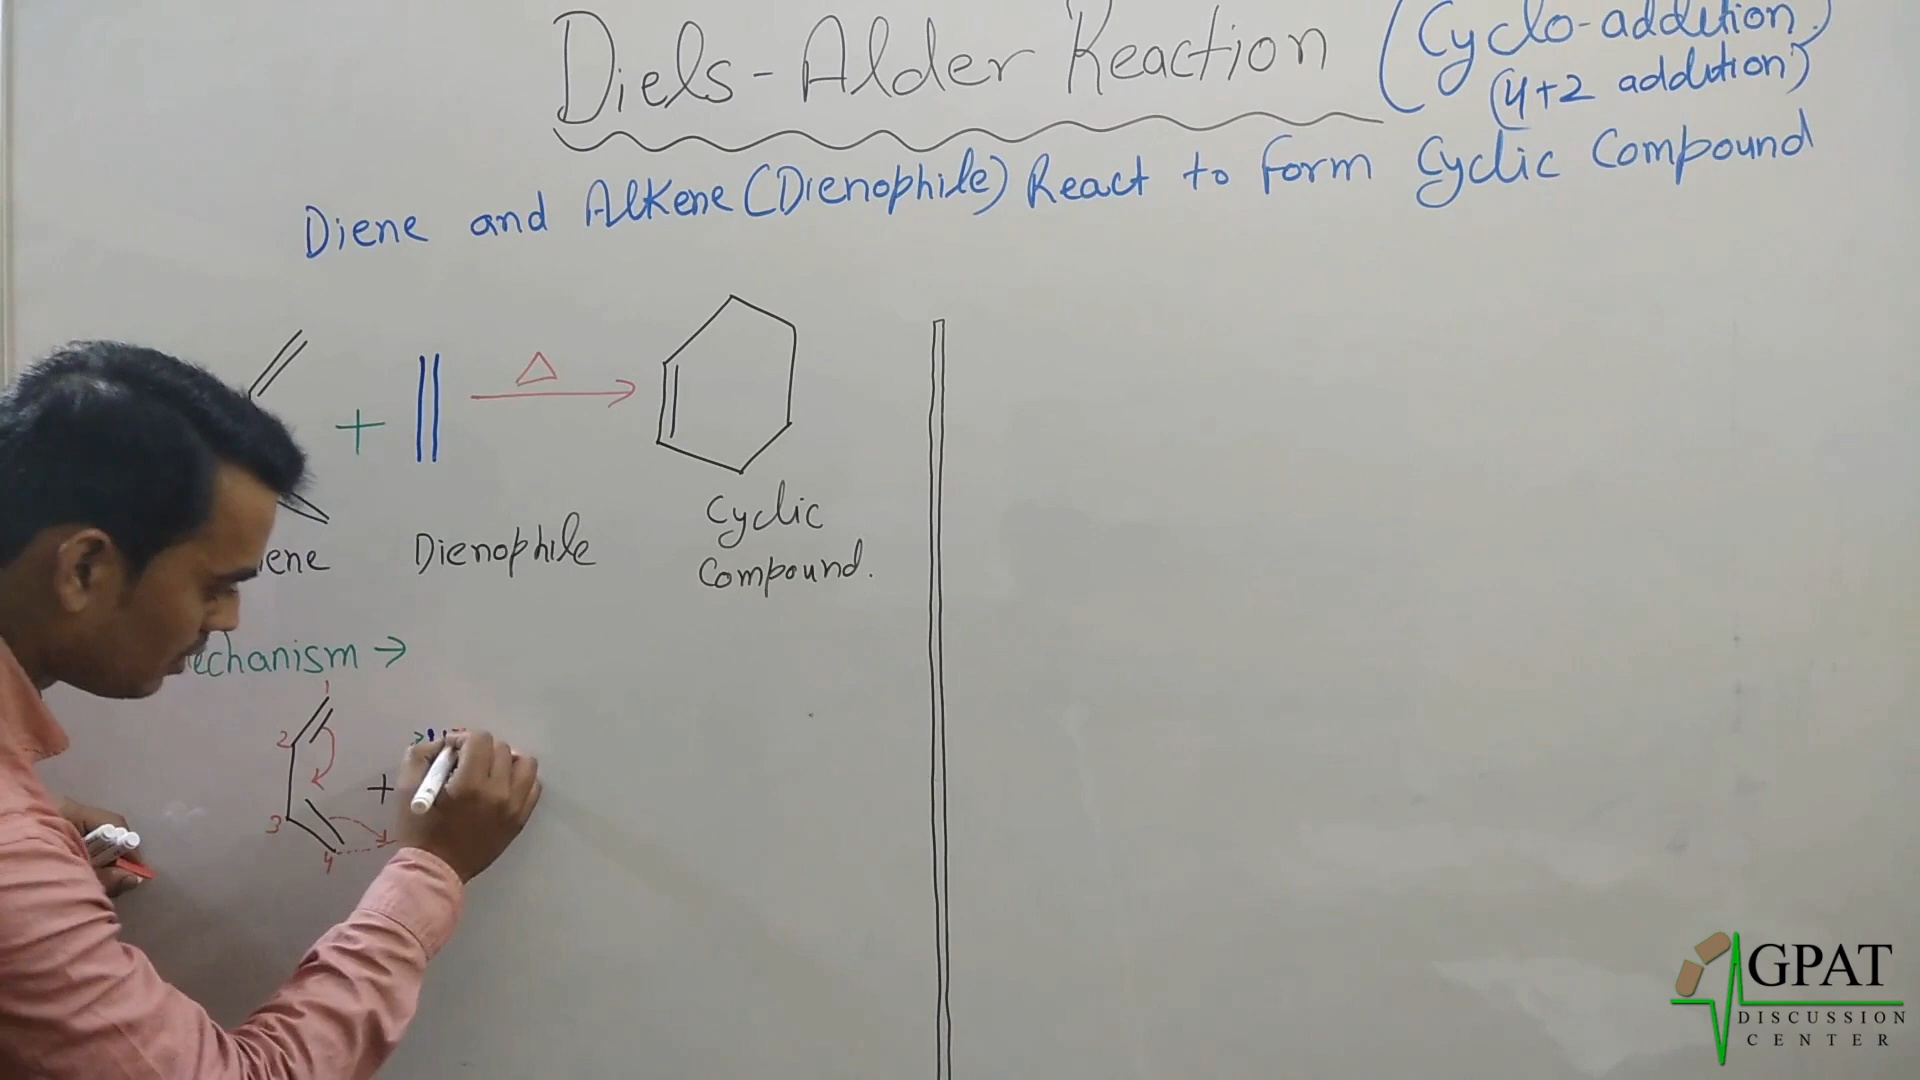 Diels-Alder Reaction (Cyclo-addition)
(4+2 addition)
Diene and Alkene (Dienophile) React to form Cyclic Compound
+
Dienophile
Cyclic
Compound.
→
1
2
3
4
+
GPAT
DISCUSSION
CENTER